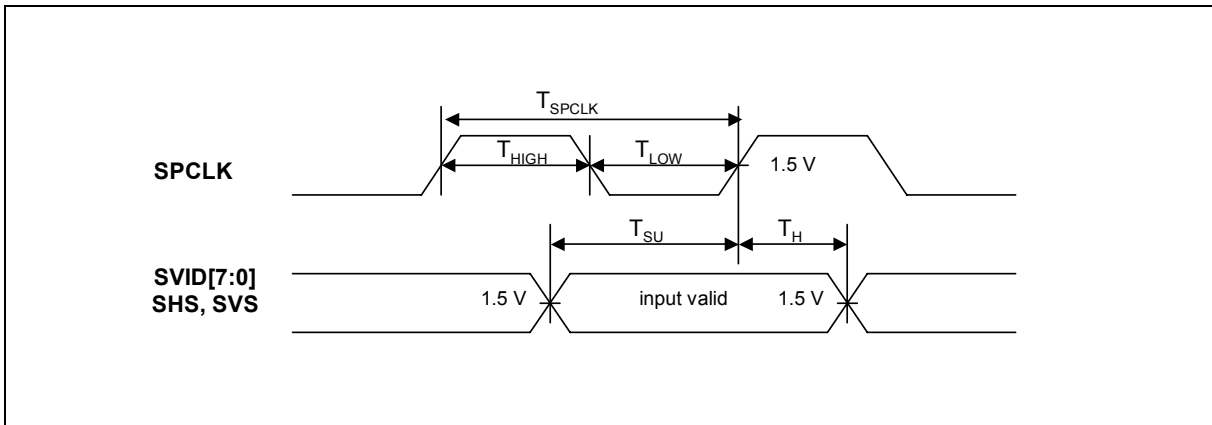 T_SPCLK
T_HIGH
T_LOW
SPCLK
1.5 V
T_SU
T_H
SVID[7:0]
SHS, SVS
1.5 V
input valid
1.5 V